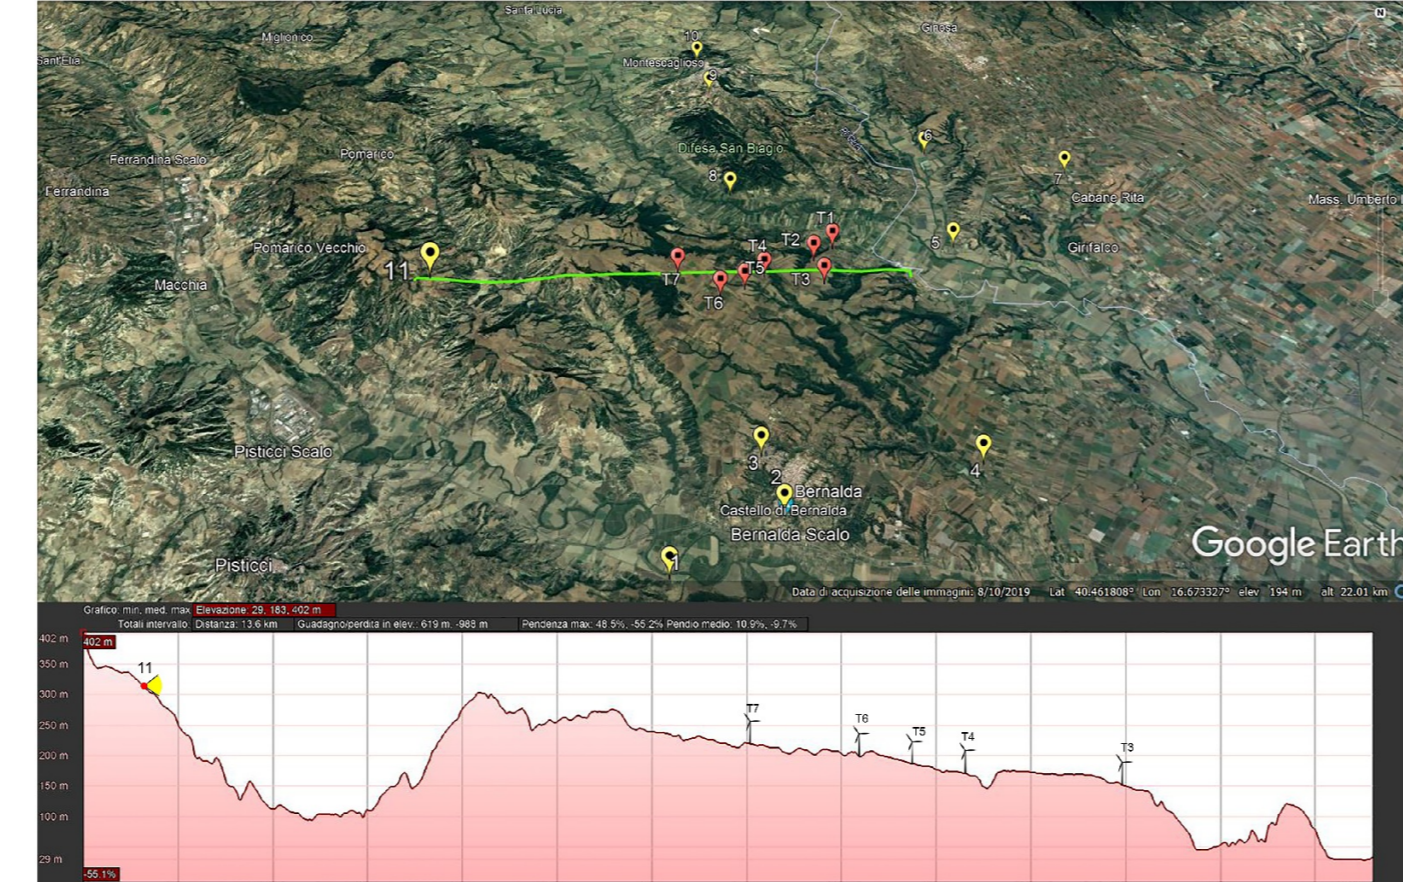 Santa Lucia
Ginosa
N
Miglionico
10
Montescaglioso
Sant'Elia
9
6
Difesa San Biagio
Pomarico
Ferrandina Scalo
7
8
Ferrandina
Cabane Rita
Mass. Umberto I
T1
T2
5
Pomarico Vecchio
T4
Girifalco
11
T5
T7
T3
Macchia
T6
Pisticci Scalo
3
4
2
Bernalda
Castello di Bernalda
Bernalda Scalo
Google Earth
Pisticci
1
Data di acquisizione delle immagini: 8/10/2019 Lat 40.461808° Lon 16.673327° elev 194 m alt 22.01 km
Grafico: min, med, max Elevazione: 29, 183, 402 m
Totali intervallo: Distanza: 13.6 km Guadagno/perdita in elev.: 619 m, -988 m Pendenza max: 48.5%, -55.2% Pendio medio: 10.9%, -9.7%
402 m
402 m
350 m
11
300 m
T7
250 m
T6
T5
T4
T3
200 m
150 m
100 m
29 m
-55.1%